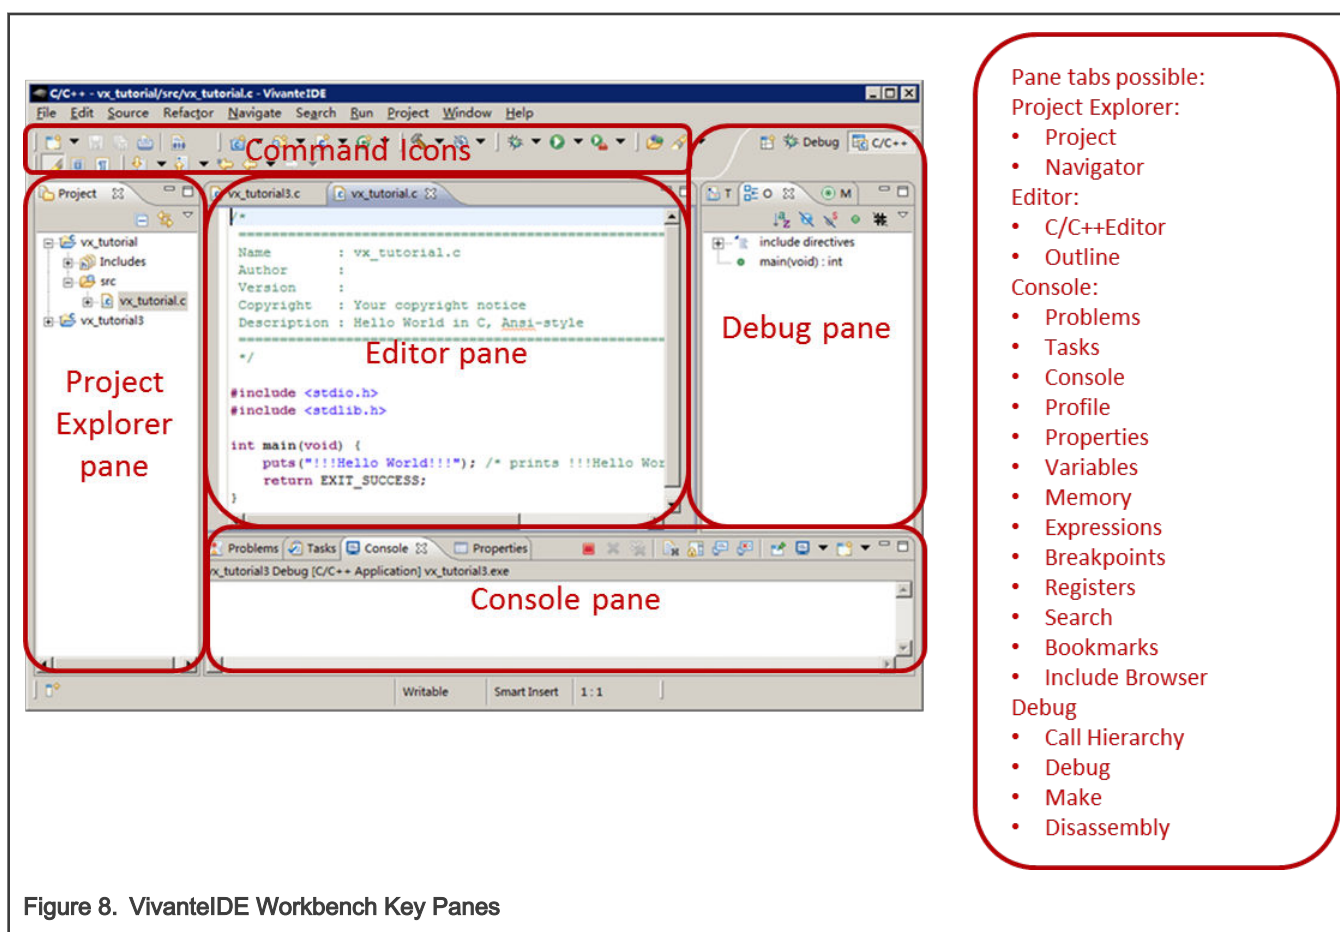 C/C++ - vx_tutorial/src/vx_tutorial.c - VivanteIDE
File Edit Source Refactor Navigate Search Run Project Window Help
Command Icons
Debug C/C++
Project
vx_tutorial
Includes
src
vx_tutorial.c
vx_tutorial3
Project
Explorer
pane
vx_tutorial3.c vx_tutorial.c
/*
Name : vx_tutorial.c
Author :
Version :
Copyright : Your copyright notice
Description : Hello World in C, Ansi-style
*/
Editor pane
#include <stdio.h>
#include <stdlib.h>
int main(void) {
puts("!!!Hello World!!!"); /* prints !!!Hello Wor
return EXIT_SUCCESS;
}
T O M
include directives
main(void) : int
Debug pane
Problems Tasks Console Properties
vx_tutorial3 Debug [C/C++ Application] vx_tutorial3.exe
Console pane
Writable Smart Insert 1 : 1
Pane tabs possible:
Project Explorer:
• Project
• Navigator
Editor:
• C/C++Editor
• Outline
Console:
• Problems
• Tasks
• Console
• Profile
• Properties
• Variables
• Memory
• Expressions
• Breakpoints
• Registers
• Search
• Bookmarks
• Include Browser
Debug
• Call Hierarchy
• Debug
• Make
• Disassembly
Figure 8. VivanteIDE Workbench Key Panes